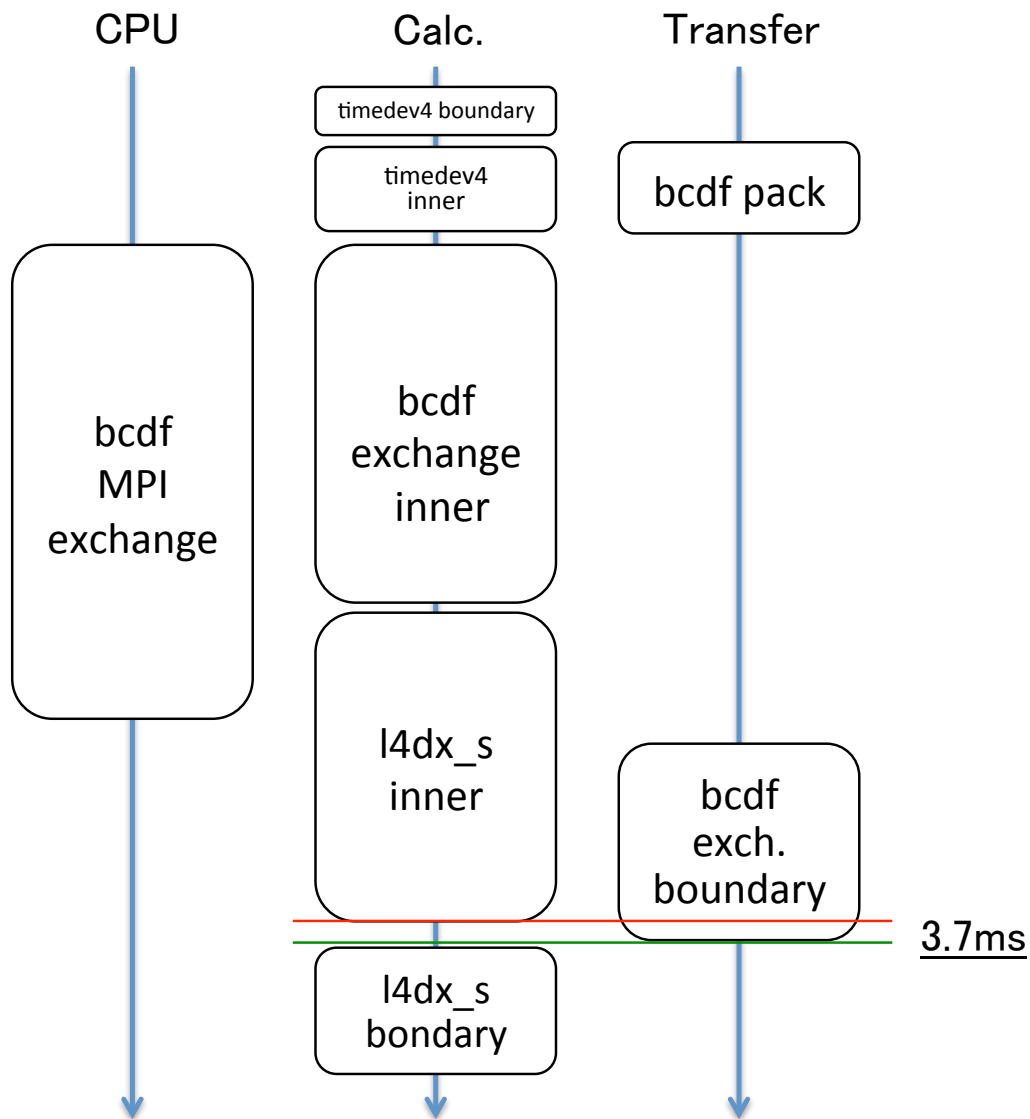 CPU
Calc.
Transfer
timedev4 boundary
timedev4
inner
bcdf pack
bcdf
MPI
exchange
bcdf
exchange
inner
l4dx_s
inner
bcdf
exch.
boundary
3.7ms
l4dx_s
bondary